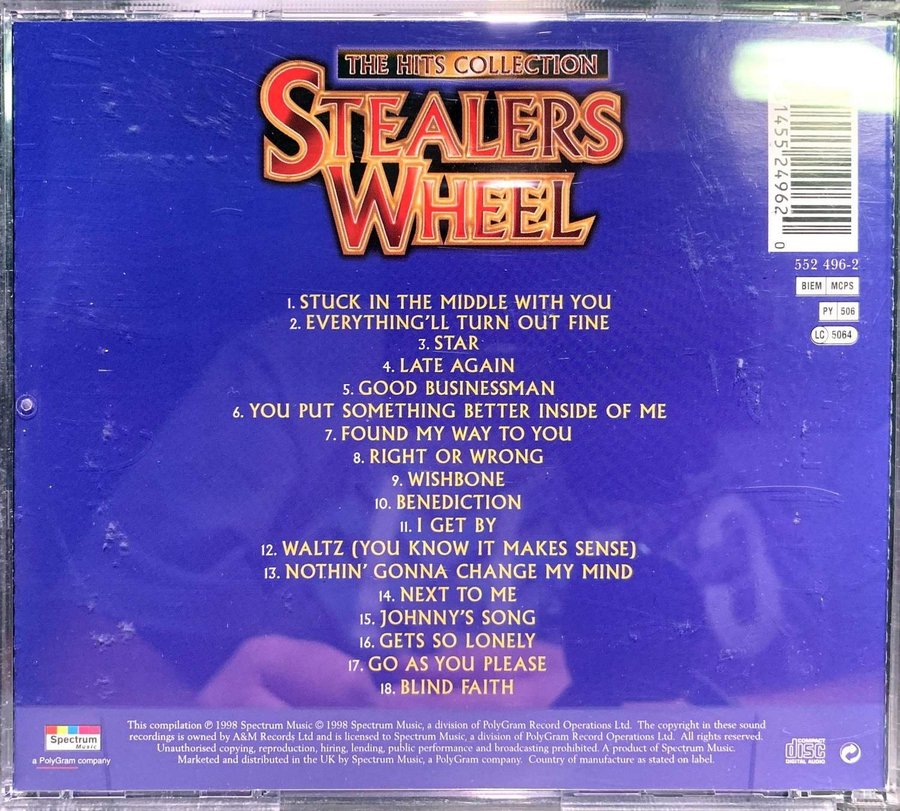 THE HITS COLLECTION
STEALERS
WHEEL
552 496-2
BIEM MCPS
PY 506
LC 5064
1. STUCK IN THE MIDDLE WITH YOU
2. EVERYTHING'LL TURN OUT FINE
3. STAR
4. LATE AGAIN
5. GOOD BUSINESSMAN
6. YOU PUT SOMETHING BETTER INSIDE OF ME
7. FOUND MY WAY TO YOU
8. RIGHT OR WRONG
9. WISHBONE
10. BENEDICTION
11. I GET BY
12. WALTZ (YOU KNOW IT MAKES SENSE)
13. NOTHIN' GONNA CHANGE MY MIND
14. NEXT TO ME
15. JOHNNY'S SONG
16. GETS SO LONELY
17. GO AS YOU PLEASE
18. BLIND FAITH
Spectrum
Music
a PolyGram company
This compilation ℗ 1998 Spectrum Music © 1998 Spectrum Music, a division of PolyGram Record Operations Ltd. The copyright in these sound
recordings is owned by A&M Records Ltd and is licensed to Spectrum Music, a division of PolyGram Record Operations Ltd. All rights reserved.
Unauthorised copying, reproduction, hiring, lending, public performance and broadcasting prohibited. A product of Spectrum Music.
Marketed and distributed in the UK by Spectrum Music, a PolyGram company. Country of manufacture as stated on label.
COMPACT
disc
DIGITAL AUDIO